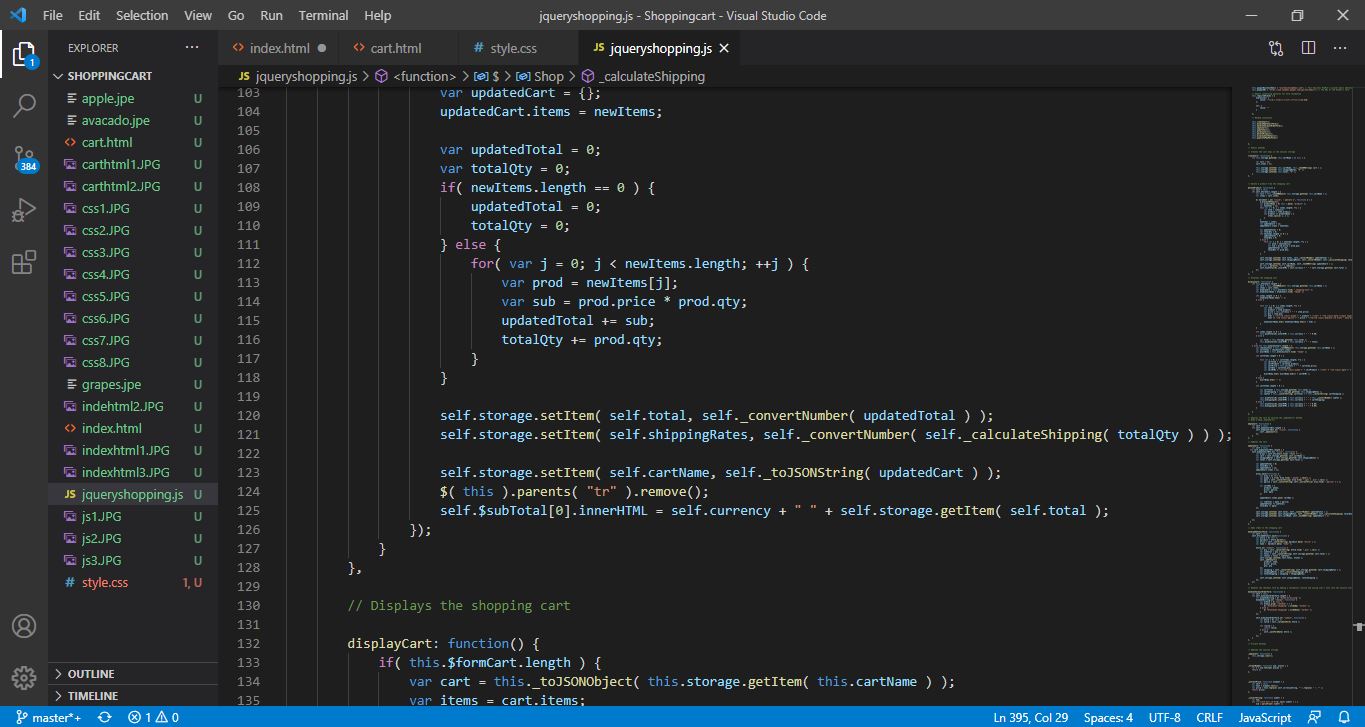 File Edit Selection View Go Run Terminal Help jqueryshopping.js - Shoppingcart - Visual Studio Code
EXPLORER ···
index.html ●
cart.html
# style.css
JS jqueryshopping.js ×
SHOPPINGCART
JS jqueryshopping.js > <function> > $ > Shop > _calculateShipping
1
384
apple.jpe U
avacado.jpe U
cart.html U
carthtml1.JPG U
carthtml2.JPG U
css1.JPG U
css2.JPG U
css3.JPG U
css4.JPG U
css5.JPG U
css6.JPG U
css7.JPG U
css8.JPG U
grapes.jpe U
indehtml2.JPG U
index.html U
indexhtml1.JPG U
indexhtml3.JPG U
JS jqueryshopping.js U
js1.JPG U
js2.JPG U
js3.JPG U
# style.css 1, U
OUTLINE
TIMELINE
103 var updatedCart = {};
104 updatedCart.items = newItems;
105
106 var updatedTotal = 0;
107 var totalQty = 0;
108 if( newItems.length == 0 ) {
109 updatedTotal = 0;
110 totalQty = 0;
111 } else {
112 for( var j = 0; j < newItems.length; ++j ) {
113 var prod = newItems[j];
114 var sub = prod.price * prod.qty;
115 updatedTotal += sub;
116 totalQty += prod.qty;
117 }
118 }
119
120 self.storage.setItem( self.total, self._convertNumber( updatedTotal ) );
121 self.storage.setItem( self.shippingRates, self._convertNumber( self._calculateShipping( totalQty ) ) );
122
123 self.storage.setItem( self.cartName, self._toJSONString( updatedCart ) );
124 $( this ).parents( "tr" ).remove();
125 self.$subTotal[0].innerHTML = self.currency + " " + self.storage.getItem( self.total );
126 });
127 }
128 },
129
130 // Displays the shopping cart
131
132 displayCart: function() {
133 if( this.$formCart.length ) {
134 var cart = this._toJSONObject( this.storage.getItem( this.cartName ) );
135 var items = cart.items;
master*+ 1 0 Ln 395, Col 29 Spaces: 4 UTF-8 CRLF JavaScript